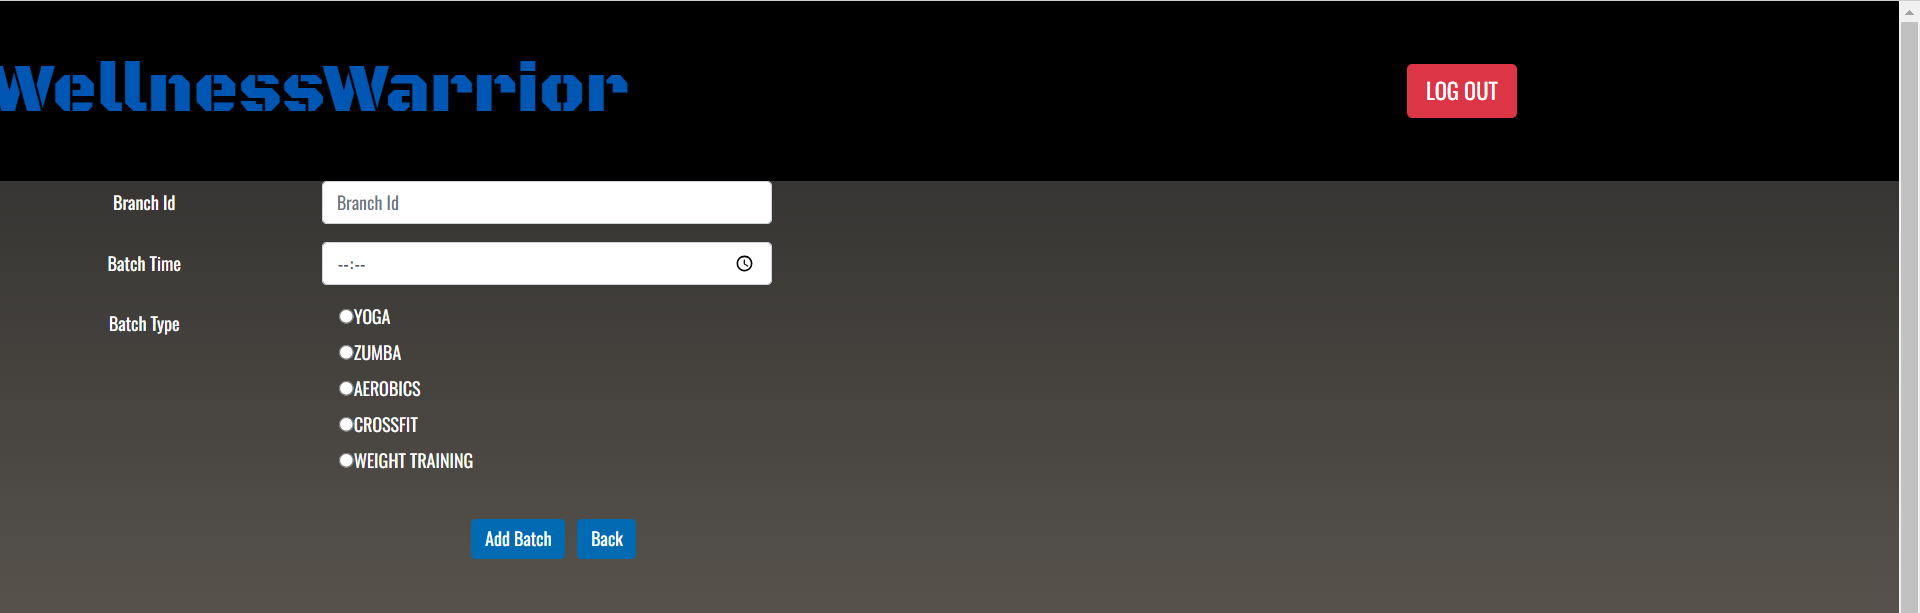 WellnessWarrior
LOG OUT
Branch Id
Branch Id
Batch Time
--:--
Batch Type
YOGA
ZUMBA
AEROBICS
CROSSFIT
WEIGHT TRAINING
Add Batch Back